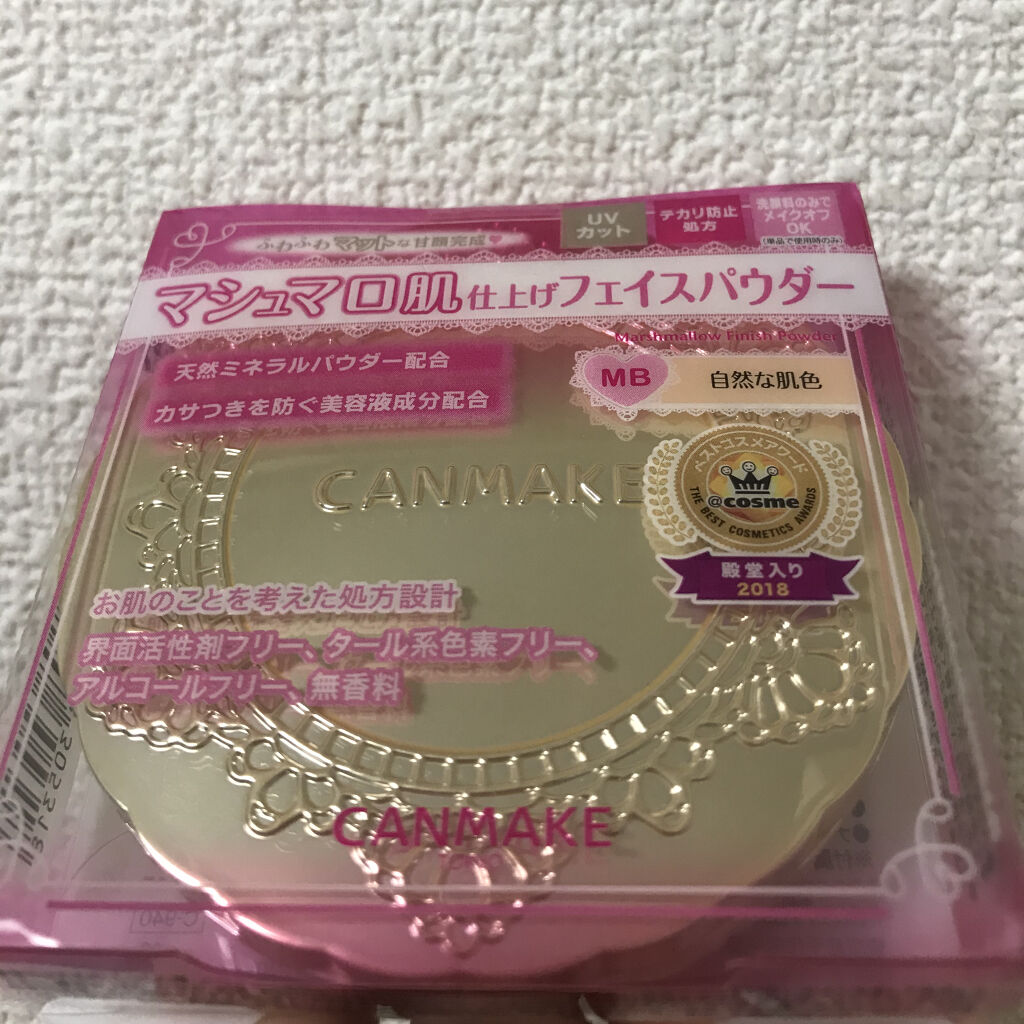 UV
カット
テカリ防止
処方
洗顔料のみで
メイクオフ
OK
(単品で使用時のみ)
ふわふわマットな甘顔完成
マシュマロ肌仕上げフェイスパウダー
Marshmallow Finish Powder
天然ミネラルパウダー配合
カサつきを防ぐ美容液成分配合
MB
自然な肌色
CANMAKE
ベストコスメアワード
@cosme
THE BEST COSMETICS AWARDS
殿堂入り
2018
お肌のことを考えた処方設計
界面活性剤フリー、タール系色素フリー、
アルコールフリー、無香料
CANMAKE